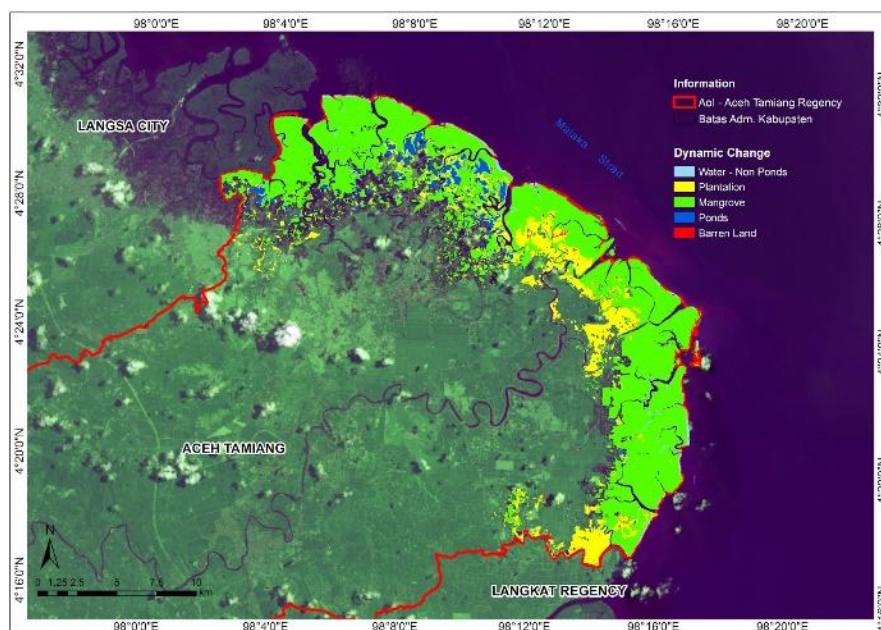 98°0'0"E 98°4'0"E 98°8'0"E 98°12'0"E 98°16'0"E 98°20'0"E
4°32'0"N
4°28'0"N
4°24'0"N
4°20'0"N
4°16'0"N
LANGSA CITY
Malaka Strait
Information
AoI - Aceh Tamiang Regency
Batas Adm. Kabupaten
Dynamic Change
Water - Non Ponds
Plantation
Mangrove
Ponds
Barren Land
ACEH TAMIANG
LANGKAT REGENCY
N
0 1,25 2,5 5 7,5 10
km
98°0'0"E 98°4'0"E 98°8'0"E 98°12'0"E 98°16'0"E 98°20'0"E